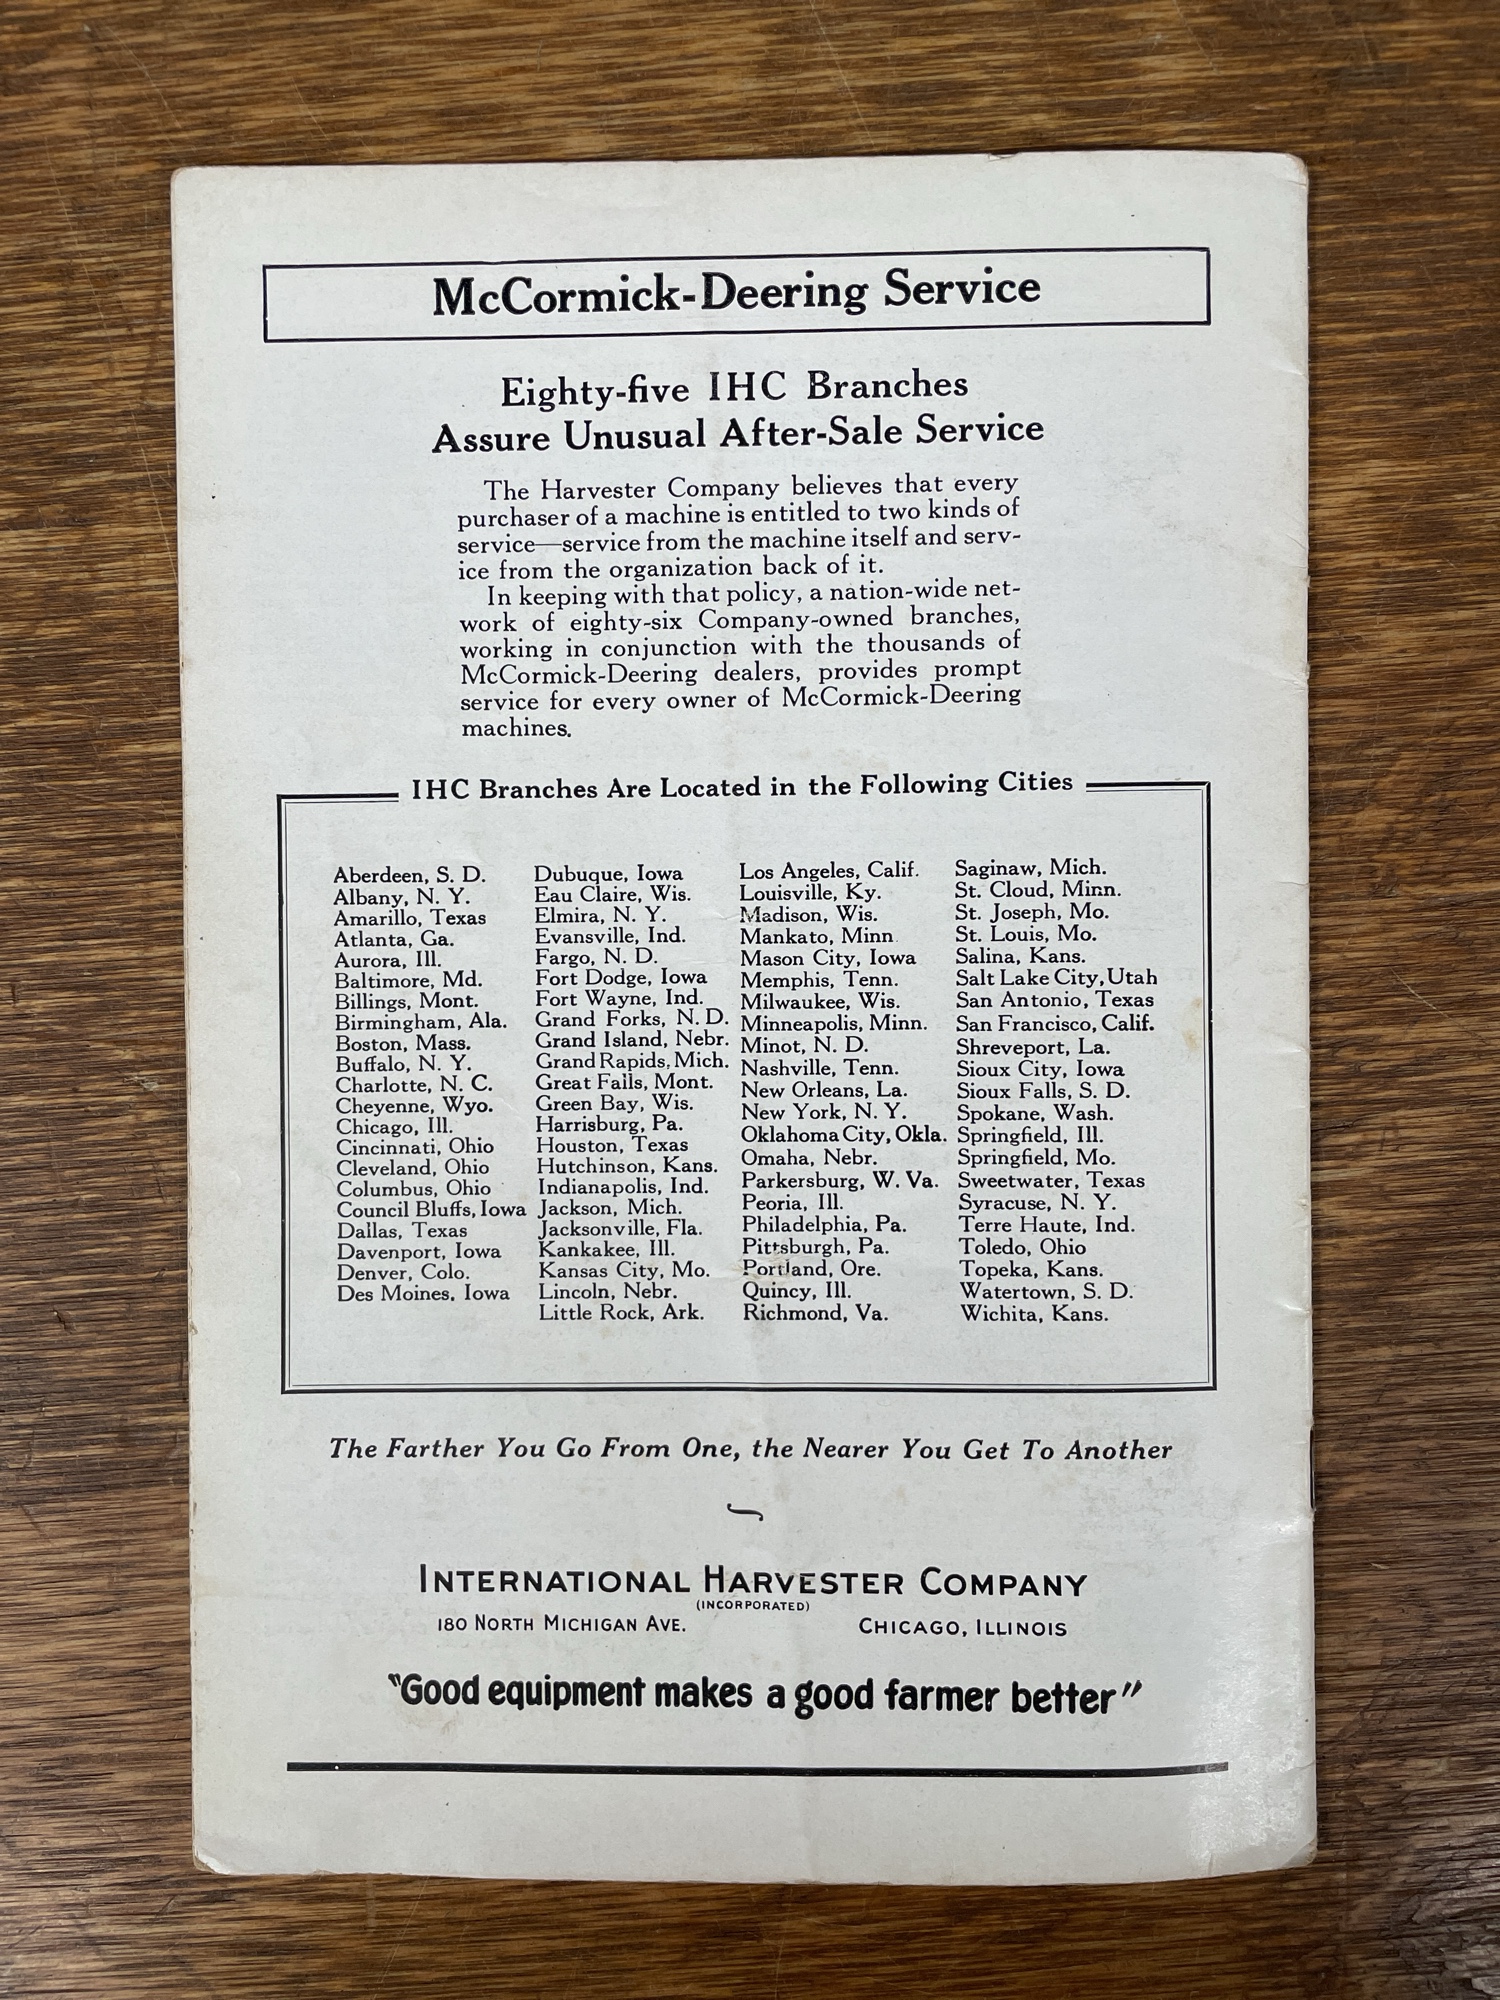 McCormick-Deering Service
Eighty-five IHC Branches
Assure Unusual After-Sale Service
The Harvester Company believes that every
purchaser of a machine is entitled to two kinds of
service—service from the machine itself and serv-
ice from the organization back of it.
In keeping with that policy, a nation-wide net-
work of eighty-six Company-owned branches,
working in conjunction with the thousands of
McCormick-Deering dealers, provides prompt
service for every owner of McCormick-Deering
machines.
IHC Branches Are Located in the Following Cities
Aberdeen, S. D.
Albany, N. Y.
Amarillo, Texas
Atlanta, Ga.
Aurora, Ill.
Baltimore, Md.
Billings, Mont.
Birmingham, Ala.
Boston, Mass.
Buffalo, N. Y.
Charlotte, N. C.
Cheyenne, Wyo.
Chicago, Ill.
Cincinnati, Ohio
Cleveland, Ohio
Columbus, Ohio
Council Bluffs, Iowa
Dallas, Texas
Davenport, Iowa
Denver, Colo.
Des Moines, Iowa
Dubuque, Iowa
Eau Claire, Wis.
Elmira, N. Y.
Evansville, Ind.
Fargo, N. D.
Fort Dodge, Iowa
Fort Wayne, Ind.
Grand Forks, N. D.
Grand Island, Nebr.
Grand Rapids, Mich.
Great Falls, Mont.
Green Bay, Wis.
Harrisburg, Pa.
Houston, Texas
Hutchinson, Kans.
Indianapolis, Ind.
Jackson, Mich.
Jacksonville, Fla.
Kankakee, Ill.
Kansas City, Mo.
Lincoln, Nebr.
Little Rock, Ark.
Los Angeles, Calif.
Louisville, Ky.
Madison, Wis.
Mankato, Minn.
Mason City, Iowa
Memphis, Tenn.
Milwaukee, Wis.
Minneapolis, Minn.
Minot, N. D.
Nashville, Tenn.
New Orleans, La.
New York, N. Y.
Oklahoma City, Okla.
Omaha, Nebr.
Parkersburg, W. Va.
Peoria, Ill.
Philadelphia, Pa.
Pittsburgh, Pa.
Portland, Ore.
Quincy, Ill.
Richmond, Va.
Saginaw, Mich.
St. Cloud, Minn.
St. Joseph, Mo.
St. Louis, Mo.
Salina, Kans.
Salt Lake City, Utah
San Antonio, Texas
San Francisco, Calif.
Shreveport, La.
Sioux City, Iowa
Sioux Falls, S. D.
Spokane, Wash.
Springfield, Ill.
Springfield, Mo.
Sweetwater, Texas
Syracuse, N. Y.
Terre Haute, Ind.
Toledo, Ohio
Topeka, Kans.
Watertown, S. D.
Wichita, Kans.
The Farther You Go From One, the Nearer You Get To Another
INTERNATIONAL HARVESTER COMPANY
(INCORPORATED)
180 NORTH MICHIGAN AVE. CHICAGO, ILLINOIS
"Good equipment makes a good farmer better"